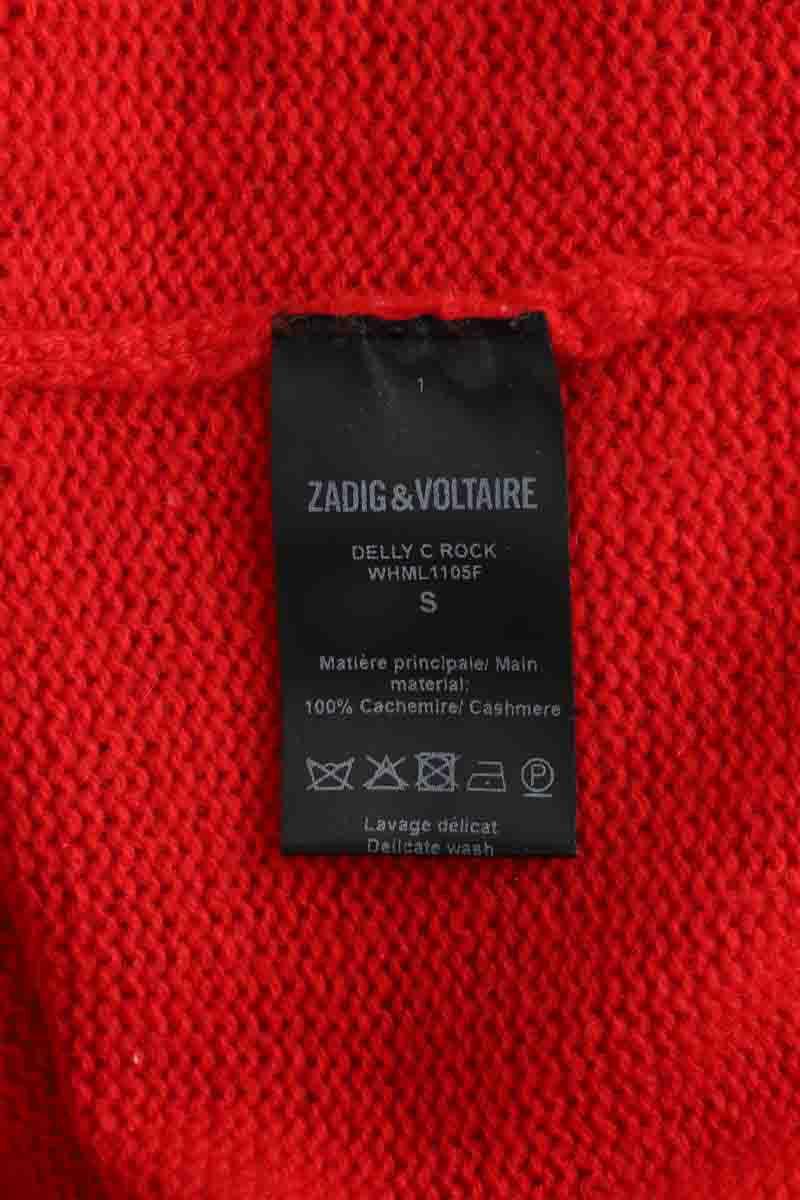 1
ZADIG&VOLTAIRE
DELLY C ROCK
WHML1105F
S
Matière principale/ Main
material:
100% Cachemire/ Cashmere
P
Lavage délicat
Delicate wash